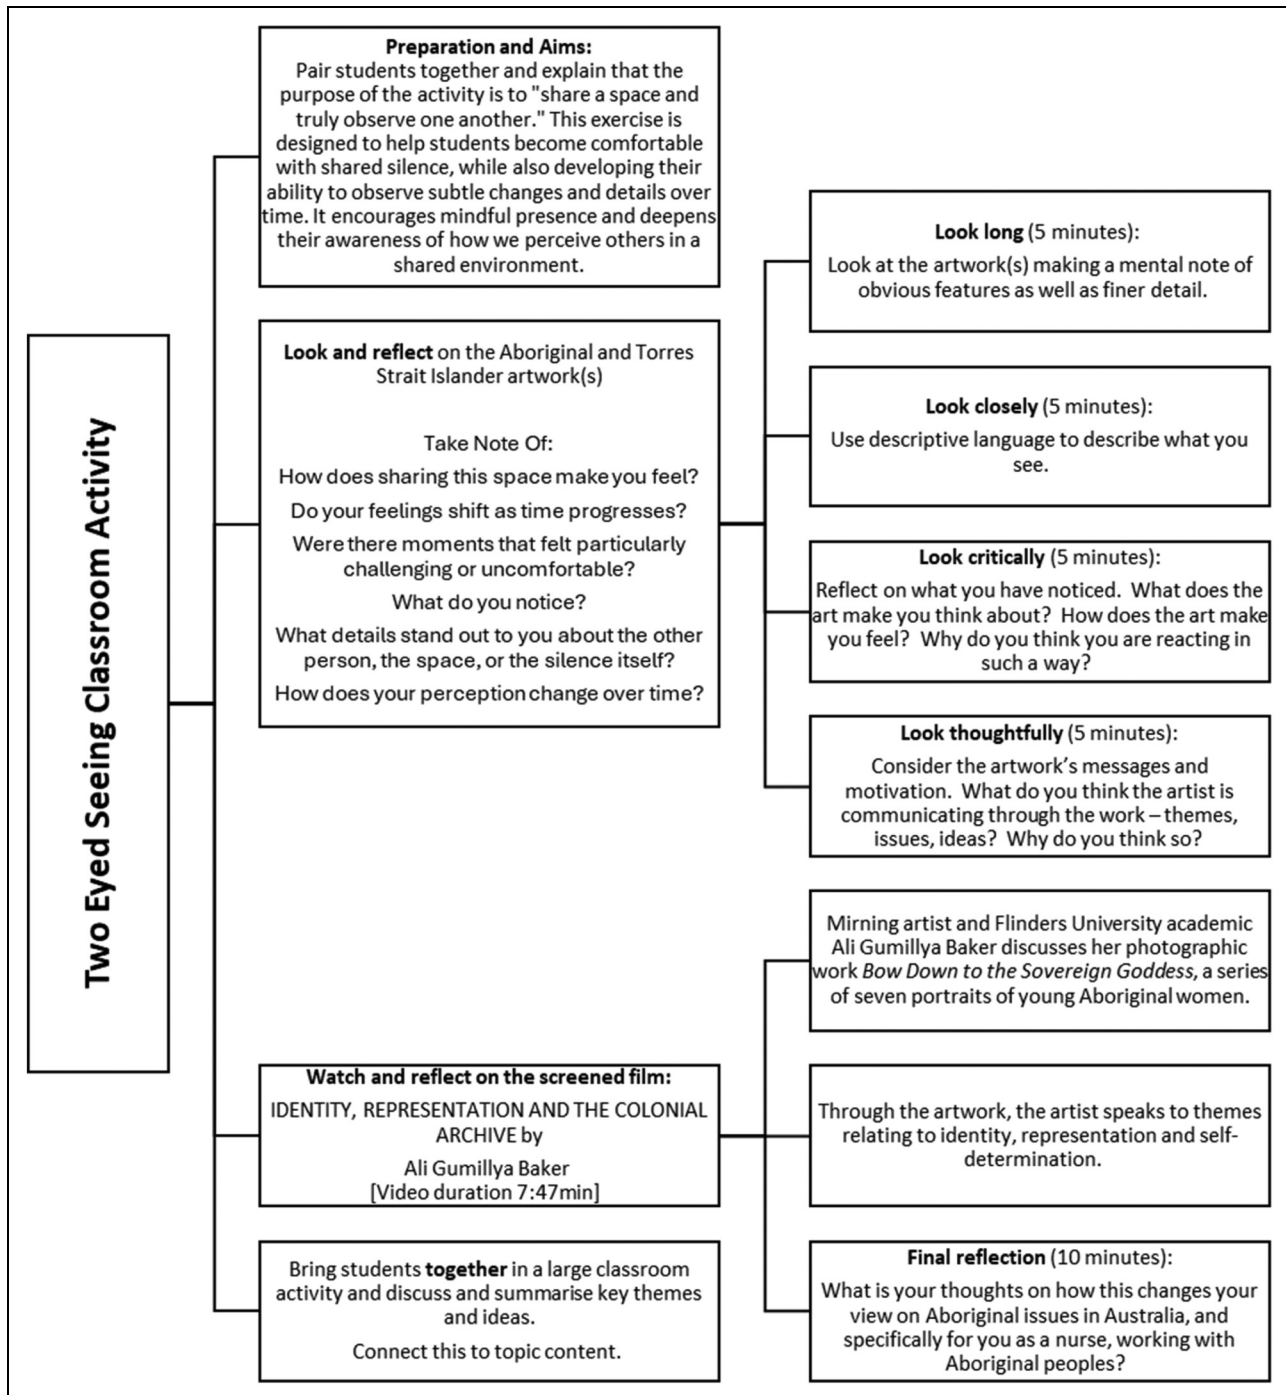 Two Eyed Seeing Classroom Activity
Preparation and Aims:
Pair students together and explain that the
purpose of the activity is to "share a space and
truly observe one another." This exercise is
designed to help students become comfortable
with shared silence, while also developing their
ability to observe subtle changes and details over
time. It encourages mindful presence and deepens
their awareness of how we perceive others in a
shared environment.
Look and reflect on the Aboriginal and Torres
Strait Islander artwork(s)
Take Note Of:
How does sharing this space make you feel?
Do your feelings shift as time progresses?
Were there moments that felt particularly
challenging or uncomfortable?
What do you notice?
What details stand out to you about the other
person, the space, or the silence itself?
How does your perception change over time?
Look long (5 minutes):
Look at the artwork(s) making a mental note of
obvious features as well as finer detail.
Look closely (5 minutes):
Use descriptive language to describe what you
see.
Look critically (5 minutes):
Reflect on what you have noticed. What does the
art make you think about? How does the art make
you feel? Why do you think you are reacting in
such a way?
Look thoughtfully (5 minutes):
Consider the artwork's messages and
motivation. What do you think the artist is
communicating through the work – themes,
issues, ideas? Why do you think so?
Watch and reflect on the screened film:
IDENTITY, REPRESENTATION AND THE COLONIAL
ARCHIVE by
Ali Gumillya Baker
[Video duration 7:47min]
Mirning artist and Flinders University academic
Ali Gumillya Baker discusses her photographic
work Bow Down to the Sovereign Goddess, a series
of seven portraits of young Aboriginal women.
Through the artwork, the artist speaks to themes
relating to identity, representation and self-
determination.
Final reflection (10 minutes):
What is your thoughts on how this changes your
view on Aboriginal issues in Australia, and
specifically for you as a nurse, working with
Aboriginal peoples?
Bring students together in a large classroom
activity and discuss and summarise key themes
and ideas.
Connect this to topic content.